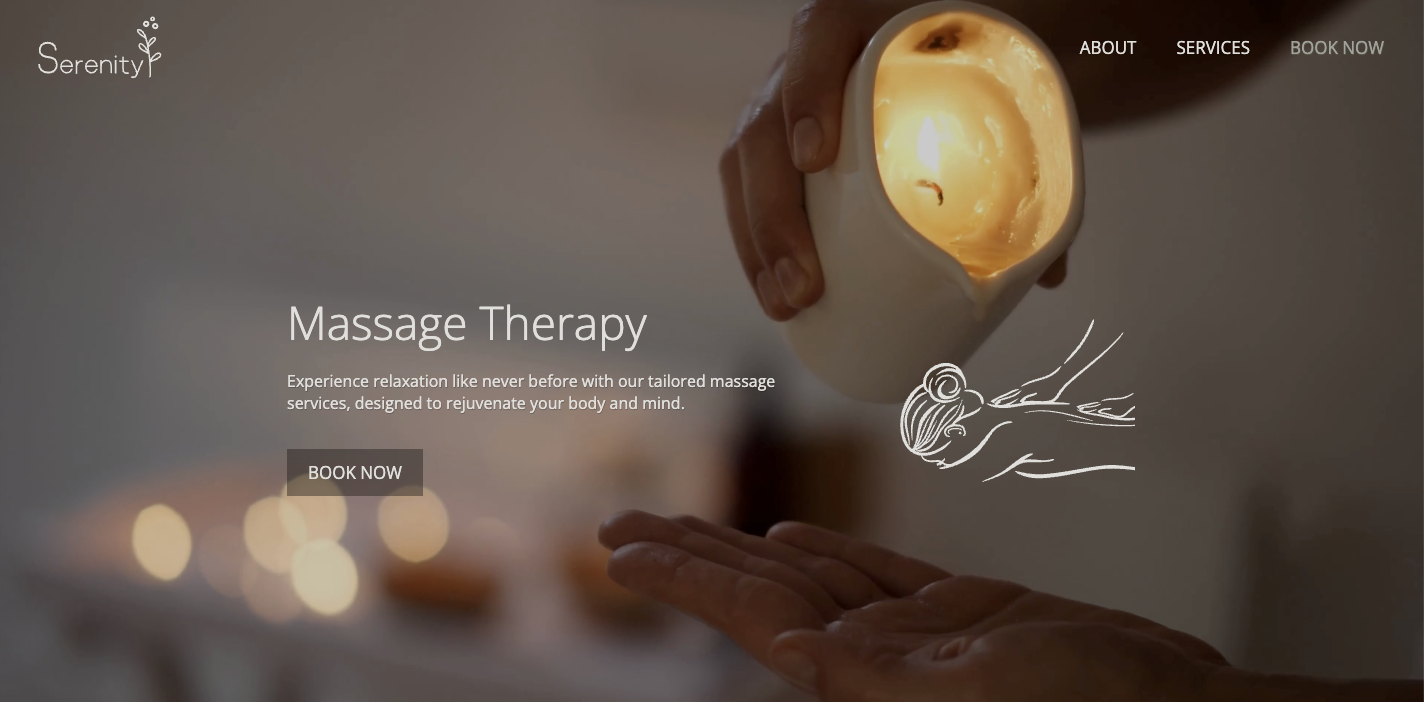 Serenity
ABOUT
SERVICES
BOOK NOW
Massage Therapy
Experience relaxation like never before with our tailored massage
services, designed to rejuvenate your body and mind.
BOOK NOW